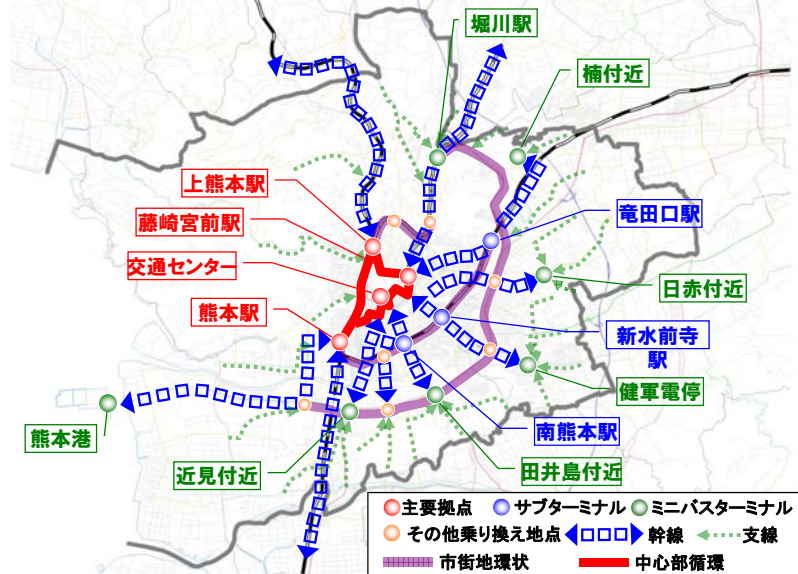 堀川駅
楠付近
上熊本駅
藤崎宮前駅
竜田口駅
交通センター
日赤付近
熊本駅
新水前寺
駅
健軍電停
熊本港
南熊本駅
近見付近
田井島付近
主要拠点 サブターミナル ミニバスターミナル
その他乗り換え地点 幹線 支線
市街地環状 中心部循環